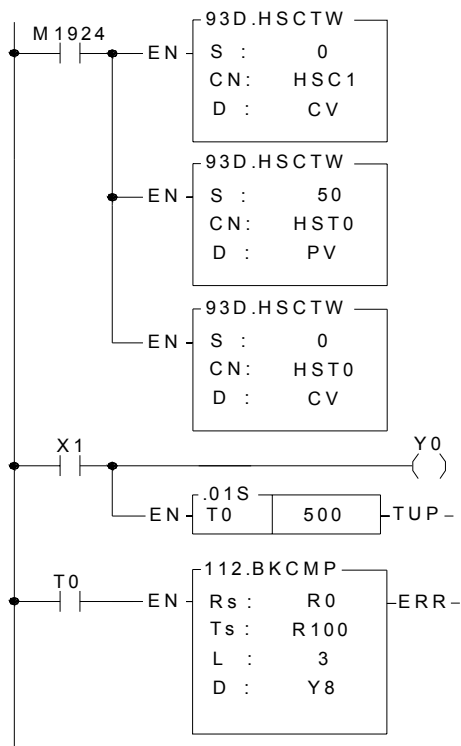 M1924
EN
93D.HSCTW
S : 0
CN: HSC1
D : CV
EN
93D.HSCTW
S : 50
CN: HST0
D : PV
EN
93D.HSCTW
S : 0
CN: HST0
D : CV
X1
Y0
EN
.01S
T0 500
TUP
T0
EN
112.BKCMP
Rs: R0
Ts: R100
L : 3
D : Y8
ERR